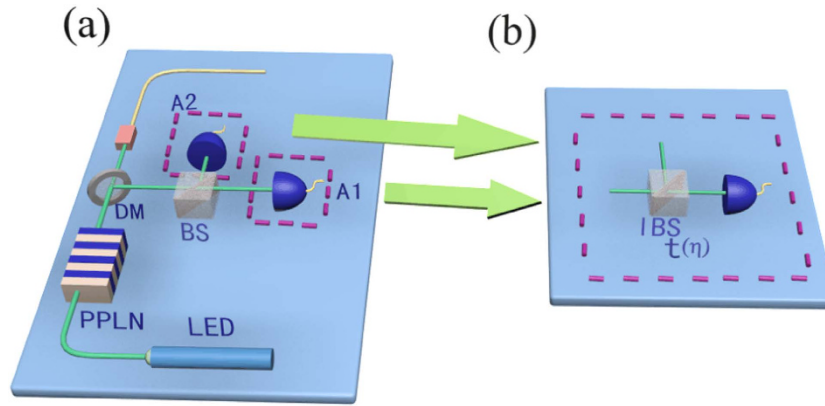 (a)
(b)
A2
A1
DM
BS
IBS
t(η)
PPLN
LED